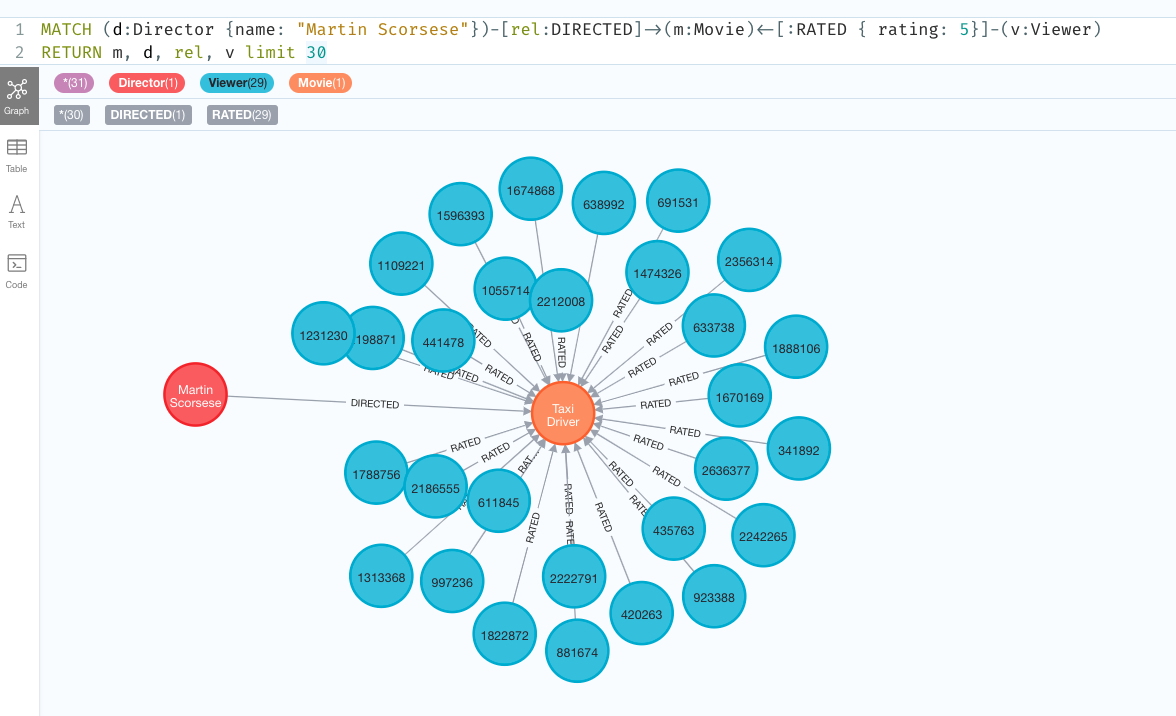 1 MATCH (d:Director {name: "Martin Scorsese"})-[rel:DIRECTED]->(m:Movie)<-[:RATED { rating: 5}]-(v:Viewer)
2 RETURN m, d, rel, v limit 30
*(31) Director(1) Viewer(29) Movie(1)
*(30) DIRECTED(1) RATED(29)
Graph
Table
Text
Code
1674868
638992
691531
1596393
2356314
1109221
1474326
1055714
2212008
633738
1231230
198871
441478
1888106
RATED
RATED
RATED
RATED
RATED
RATED
RATED
RATED
RATED
Martin
Scorsese
DIRECTED
Taxi
Driver
RATED
1670169
RATED
341892
RATED
RATED
RATED
2636377
1788756
2186555
611845
RAT...
RATED
RATED
RATED
RATED
RATED
435763
2242265
1313368
997236
2222791
923388
420263
1822872
881674